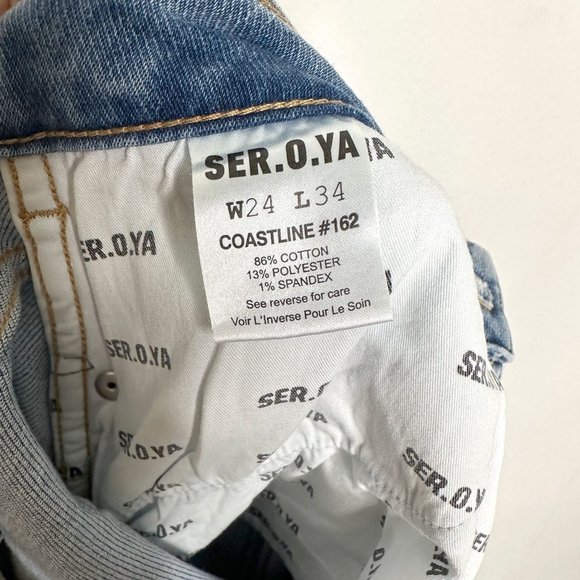 SER.O.YA /A
W24 L34
COASTLINE #162
86% COTTON
13% POLYESTER
1% SPANDEX
See reverse for care
Voir L'Inverse Pour Le Soin
ER.O.YA
SER.O.YA
SER.O
SER.
SER.O.YA
SER.O.YA
SER.O.YA